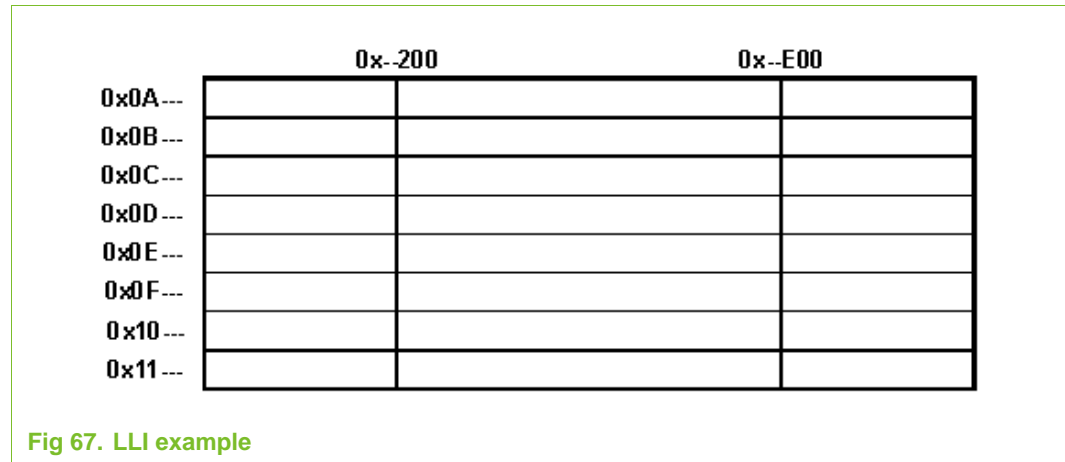 0x--200 0x--E00
0x0A---
0x0B---
0x0C---
0x0D---
0x0E---
0x0F---
0x10---
0x11---
Fig 67. LLI example